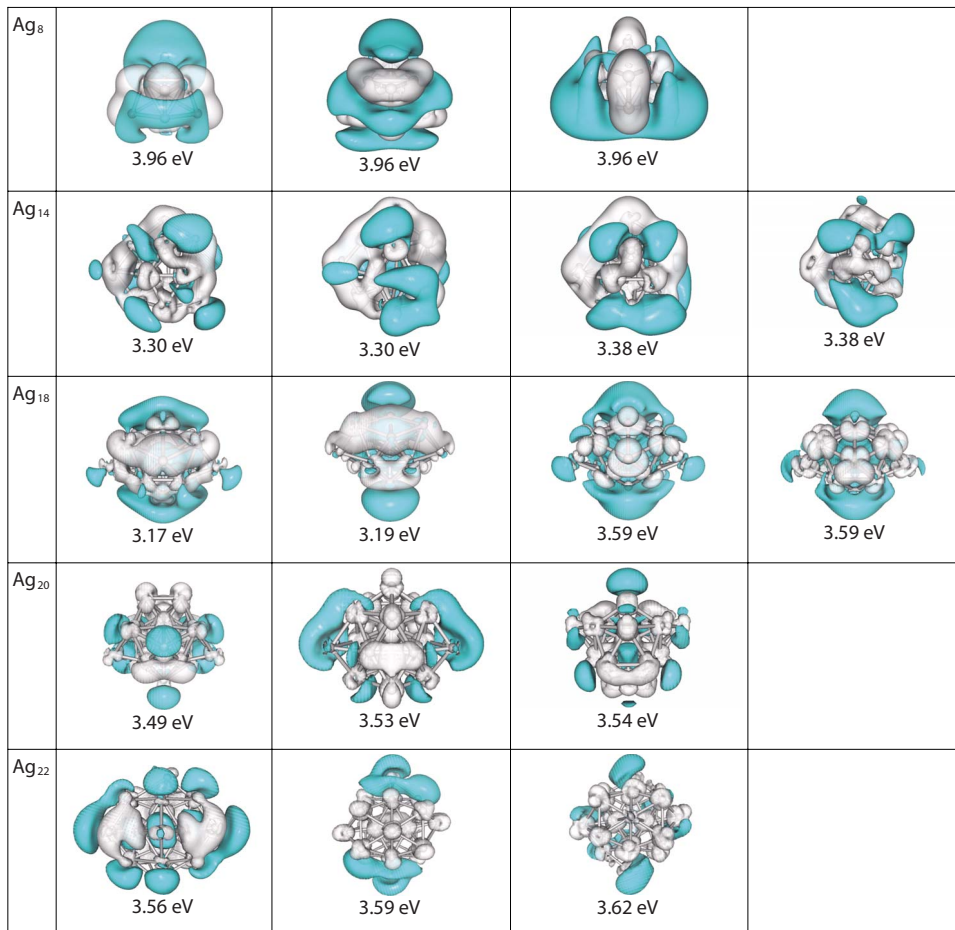 Ag8
3.96 eV 3.96 eV 3.96 eV
Ag14
3.30 eV 3.30 eV 3.38 eV 3.38 eV
Ag18
3.17 eV 3.19 eV 3.59 eV 3.59 eV
Ag20
3.49 eV 3.53 eV 3.54 eV
Ag22
3.56 eV 3.59 eV 3.62 eV